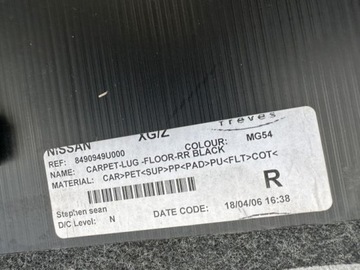 Treves
NISSAN XG/Z
REF: 8490949U000 COLOUR: MG54
NAME: CARPET-LUG -FLOOR-RR BLACK
MATERIAL: CAR>PET<SUP>PP<PAD>PU<FLT>COT<
R
Stephen sean
D/C Level: N DATE CODE: 18/04/06 16:38